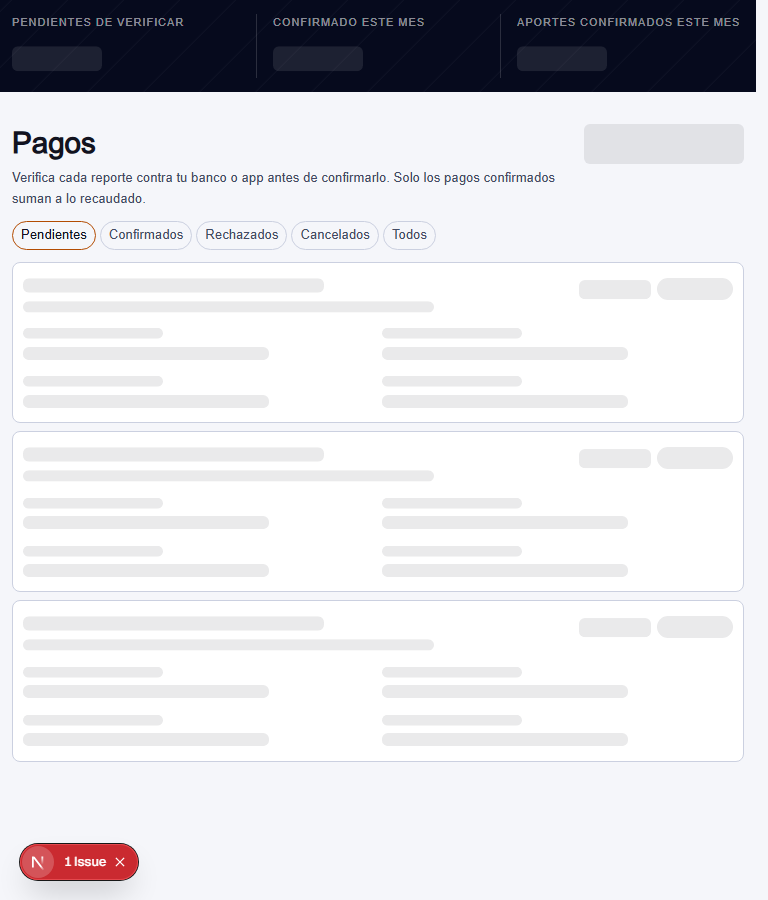 PENDIENTES DE VERIFICAR
CONFIRMADO ESTE MES
APORTES CONFIRMADOS ESTE MES
Pagos
Verifica cada reporte contra tu banco o app antes de confirmarlo. Solo los pagos confirmados
suman a lo recaudado.
Pendientes
Confirmados
Rechazados
Cancelados
Todos
N
1 Issue